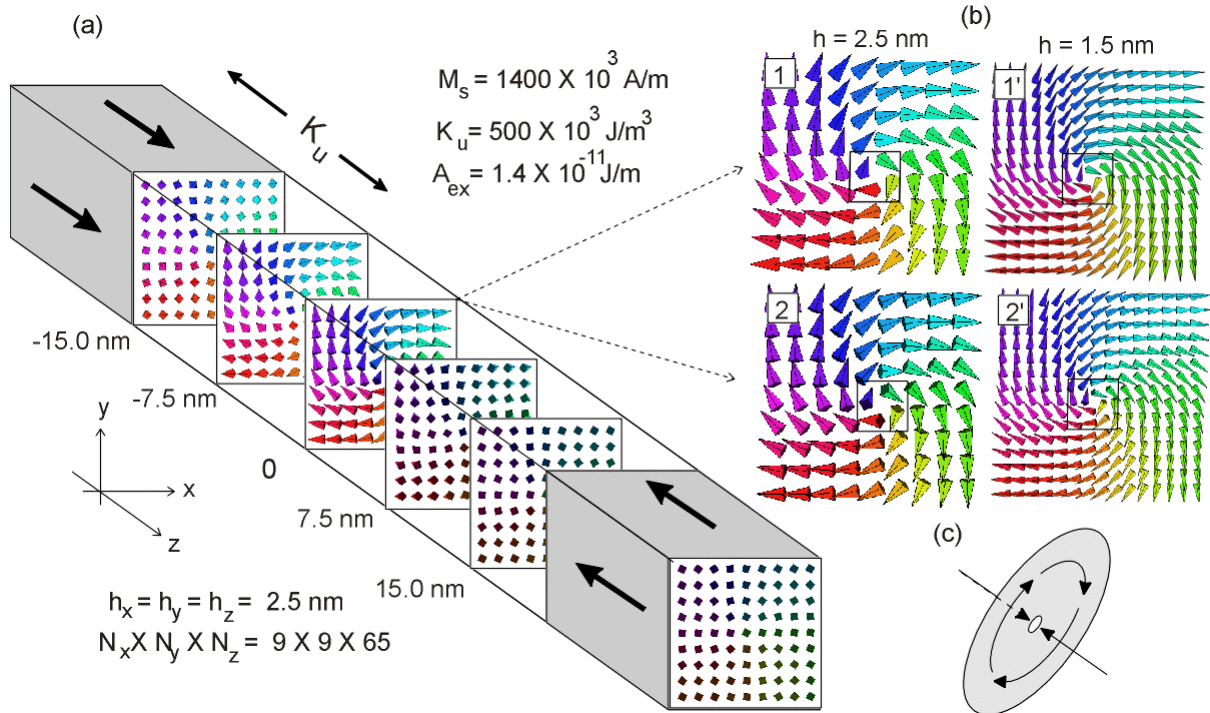 (a)
K_u
M_s = 1400 X 10^3 A/m
K_u = 500 X 10^3 J/m^3
A_ex = 1.4 X 10^-11 J/m
-15.0 nm
-7.5 nm
0
7.5 nm
15.0 nm
y
x
z
h_x = h_y = h_z = 2.5 nm
N_x X N_y X N_z = 9 X 9 X 65
(b)
h = 2.5 nm
h = 1.5 nm
1
1'
2
2'
(c)